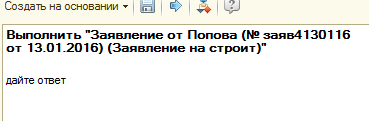 Создать на основании
Выполнить "Заявление от Попова (№ заяв4130116
от 13.01.2016) (Заявление на строит)"
дайте ответ